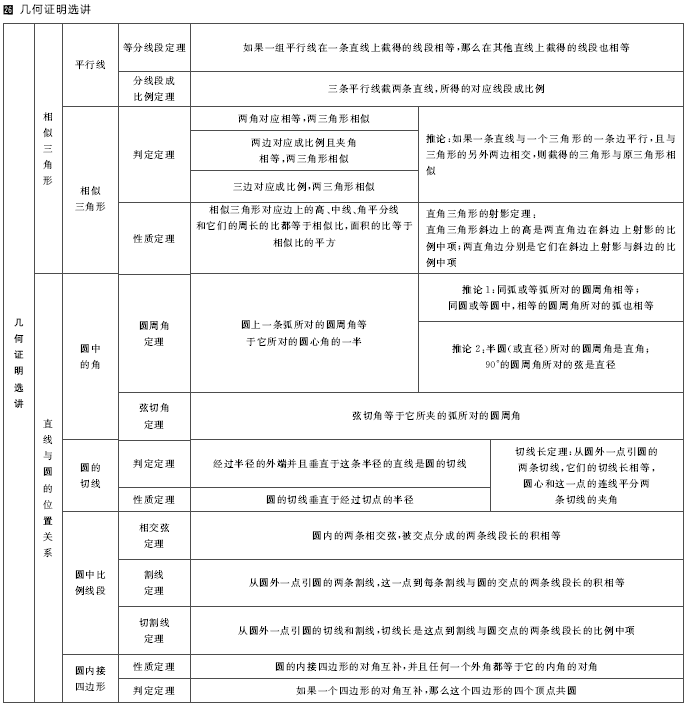 26 几何证明选讲
几何证明选讲
相似三角形
平行线
等分线段定理
如果一组平行线在一条直线上截得的线段相等,那么在其他直线上截得的线段也相等
分线段成
比例定理
三条平行线截两条直线,所得的对应线段成比例
相似
三角形
判定定理
两角对应相等,两三角形相似
两边对应成比例且夹角
相等,两三角形相似
三边对应成比例,两三角形相似
推论:如果一条直线与一个三角形的一条边平行,且与
三角形的另外两边相交,则截得的三角形与原三角形相
似
性质定理
相似三角形对应边上的高、中线、角平分线
和它们的周长的比都等于相似比,面积的比等于
相似比的平方
直角三角形的射影定理:
直角三角形斜边上的高是两直角边在斜边上射影的比
例中项;两直角边分别是它们在斜边上射影与斜边的比
例中项
直线与圆的位置关系
圆中
的角
圆周角
定理
圆上一条弧所对的圆周角等
于它所对的圆心角的一半
推论1:同弧或等弧所对的圆周角相等;
同圆或等圆中,相等的圆周角所对的弧也相等
推论2:半圆(或直径)所对的圆周角是直角;
90°的圆周角所对的弦是直径
弦切角
定理
弦切角等于它所夹的弧所对的圆周角
圆的
切线
判定定理
经过半径的外端并且垂直于这条半径的直线是圆的切线
性质定理
圆的切线垂直于经过切点的半径
切线长定理:从圆外一点引圆的
两条切线,它们的切线长相等,
圆心和这一点的连线平分两
条切线的夹角
圆中比
例线段
相交弦
定理
圆内的两条相交弦,被交点分成的两条线段长的积相等
割线
定理
从圆外一点引圆的两条割线,这一点到每条割线与圆的交点的两条线段长的积相等
切割线
定理
从圆外一点引圆的切线和割线,切线长是这点到割线与圆交点的两条线段长的比例中项
圆内接
四边形
性质定理
圆的内接四边形的对角互补,并且任何一个外角都等于它的内角的对角
判定定理
如果一个四边形的对角互补,那么这个四边形的四个顶点共圆